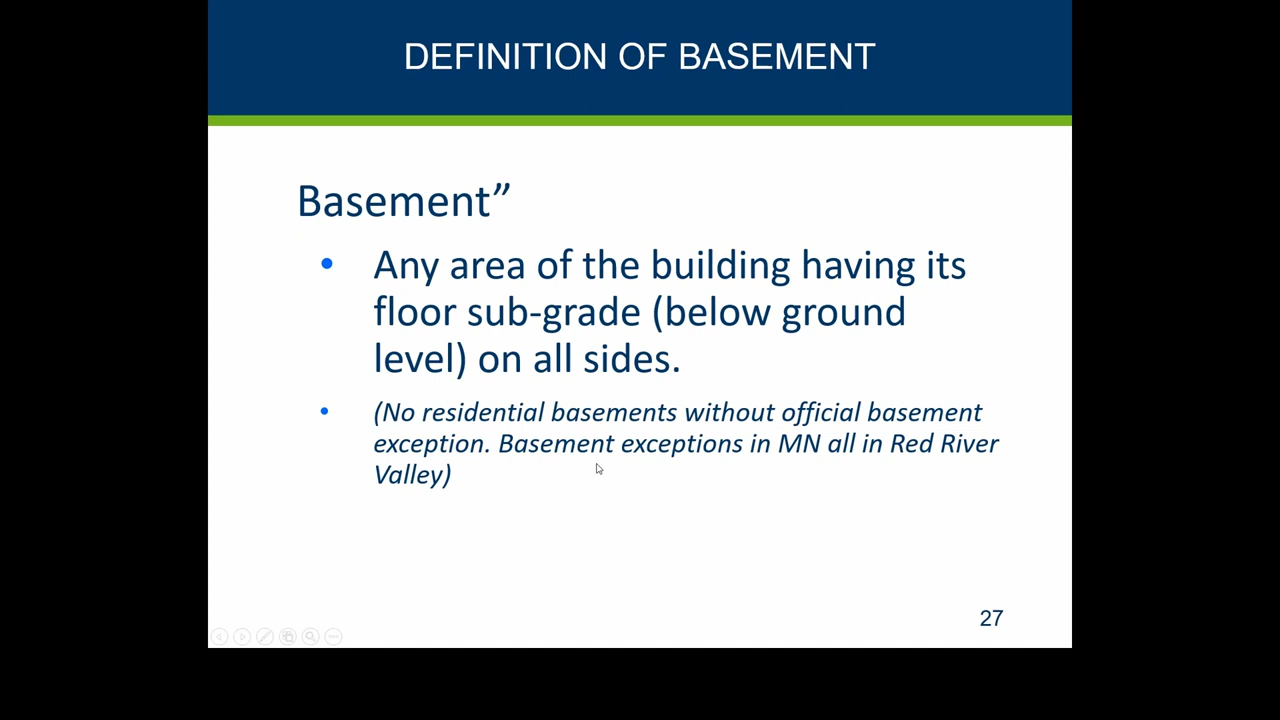 DEFINITION OF BASEMENT
Basement”
• Any area of the building having its
floor sub-grade (below ground
level) on all sides.
• (No residential basements without official basement
exception. Basement exceptions in MN all in Red River
Valley)
27